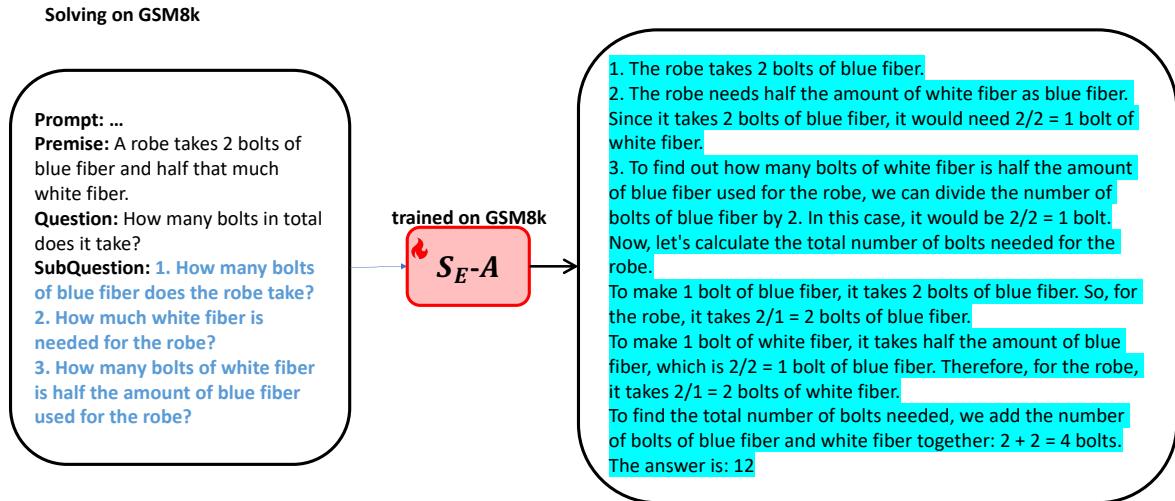 Solving on GSM8k
Prompt: ...
Premise: A robe takes 2 bolts of
blue fiber and half that much
white fiber.
Question: How many bolts in total
does it take?
SubQuestion: 1. How many bolts
of blue fiber does the robe take?
2. How much white fiber is
needed for the robe?
3. How many bolts of white fiber
is half the amount of blue fiber
used for the robe?
trained on GSM8k
S_E-A
1. The robe takes 2 bolts of blue fiber.
2. The robe needs half the amount of white fiber as blue fiber.
Since it takes 2 bolts of blue fiber, it would need 2/2 = 1 bolt of
white fiber.
3. To find out how many bolts of white fiber is half the amount
of blue fiber used for the robe, we can divide the number of
bolts of blue fiber by 2. In this case, it would be 2/2 = 1 bolt.
Now, let's calculate the total number of bolts needed for the
robe.
To make 1 bolt of blue fiber, it takes 2 bolts of blue fiber. So, for
the robe, it takes 2/1 = 2 bolts of blue fiber.
To make 1 bolt of white fiber, it takes half the amount of blue
fiber, which is 2/2 = 1 bolt of blue fiber. Therefore, for the robe,
it takes 2/1 = 2 bolts of white fiber.
To find the total number of bolts needed, we add the number
of bolts of blue fiber and white fiber together: 2 + 2 = 4 bolts.
The answer is: 12